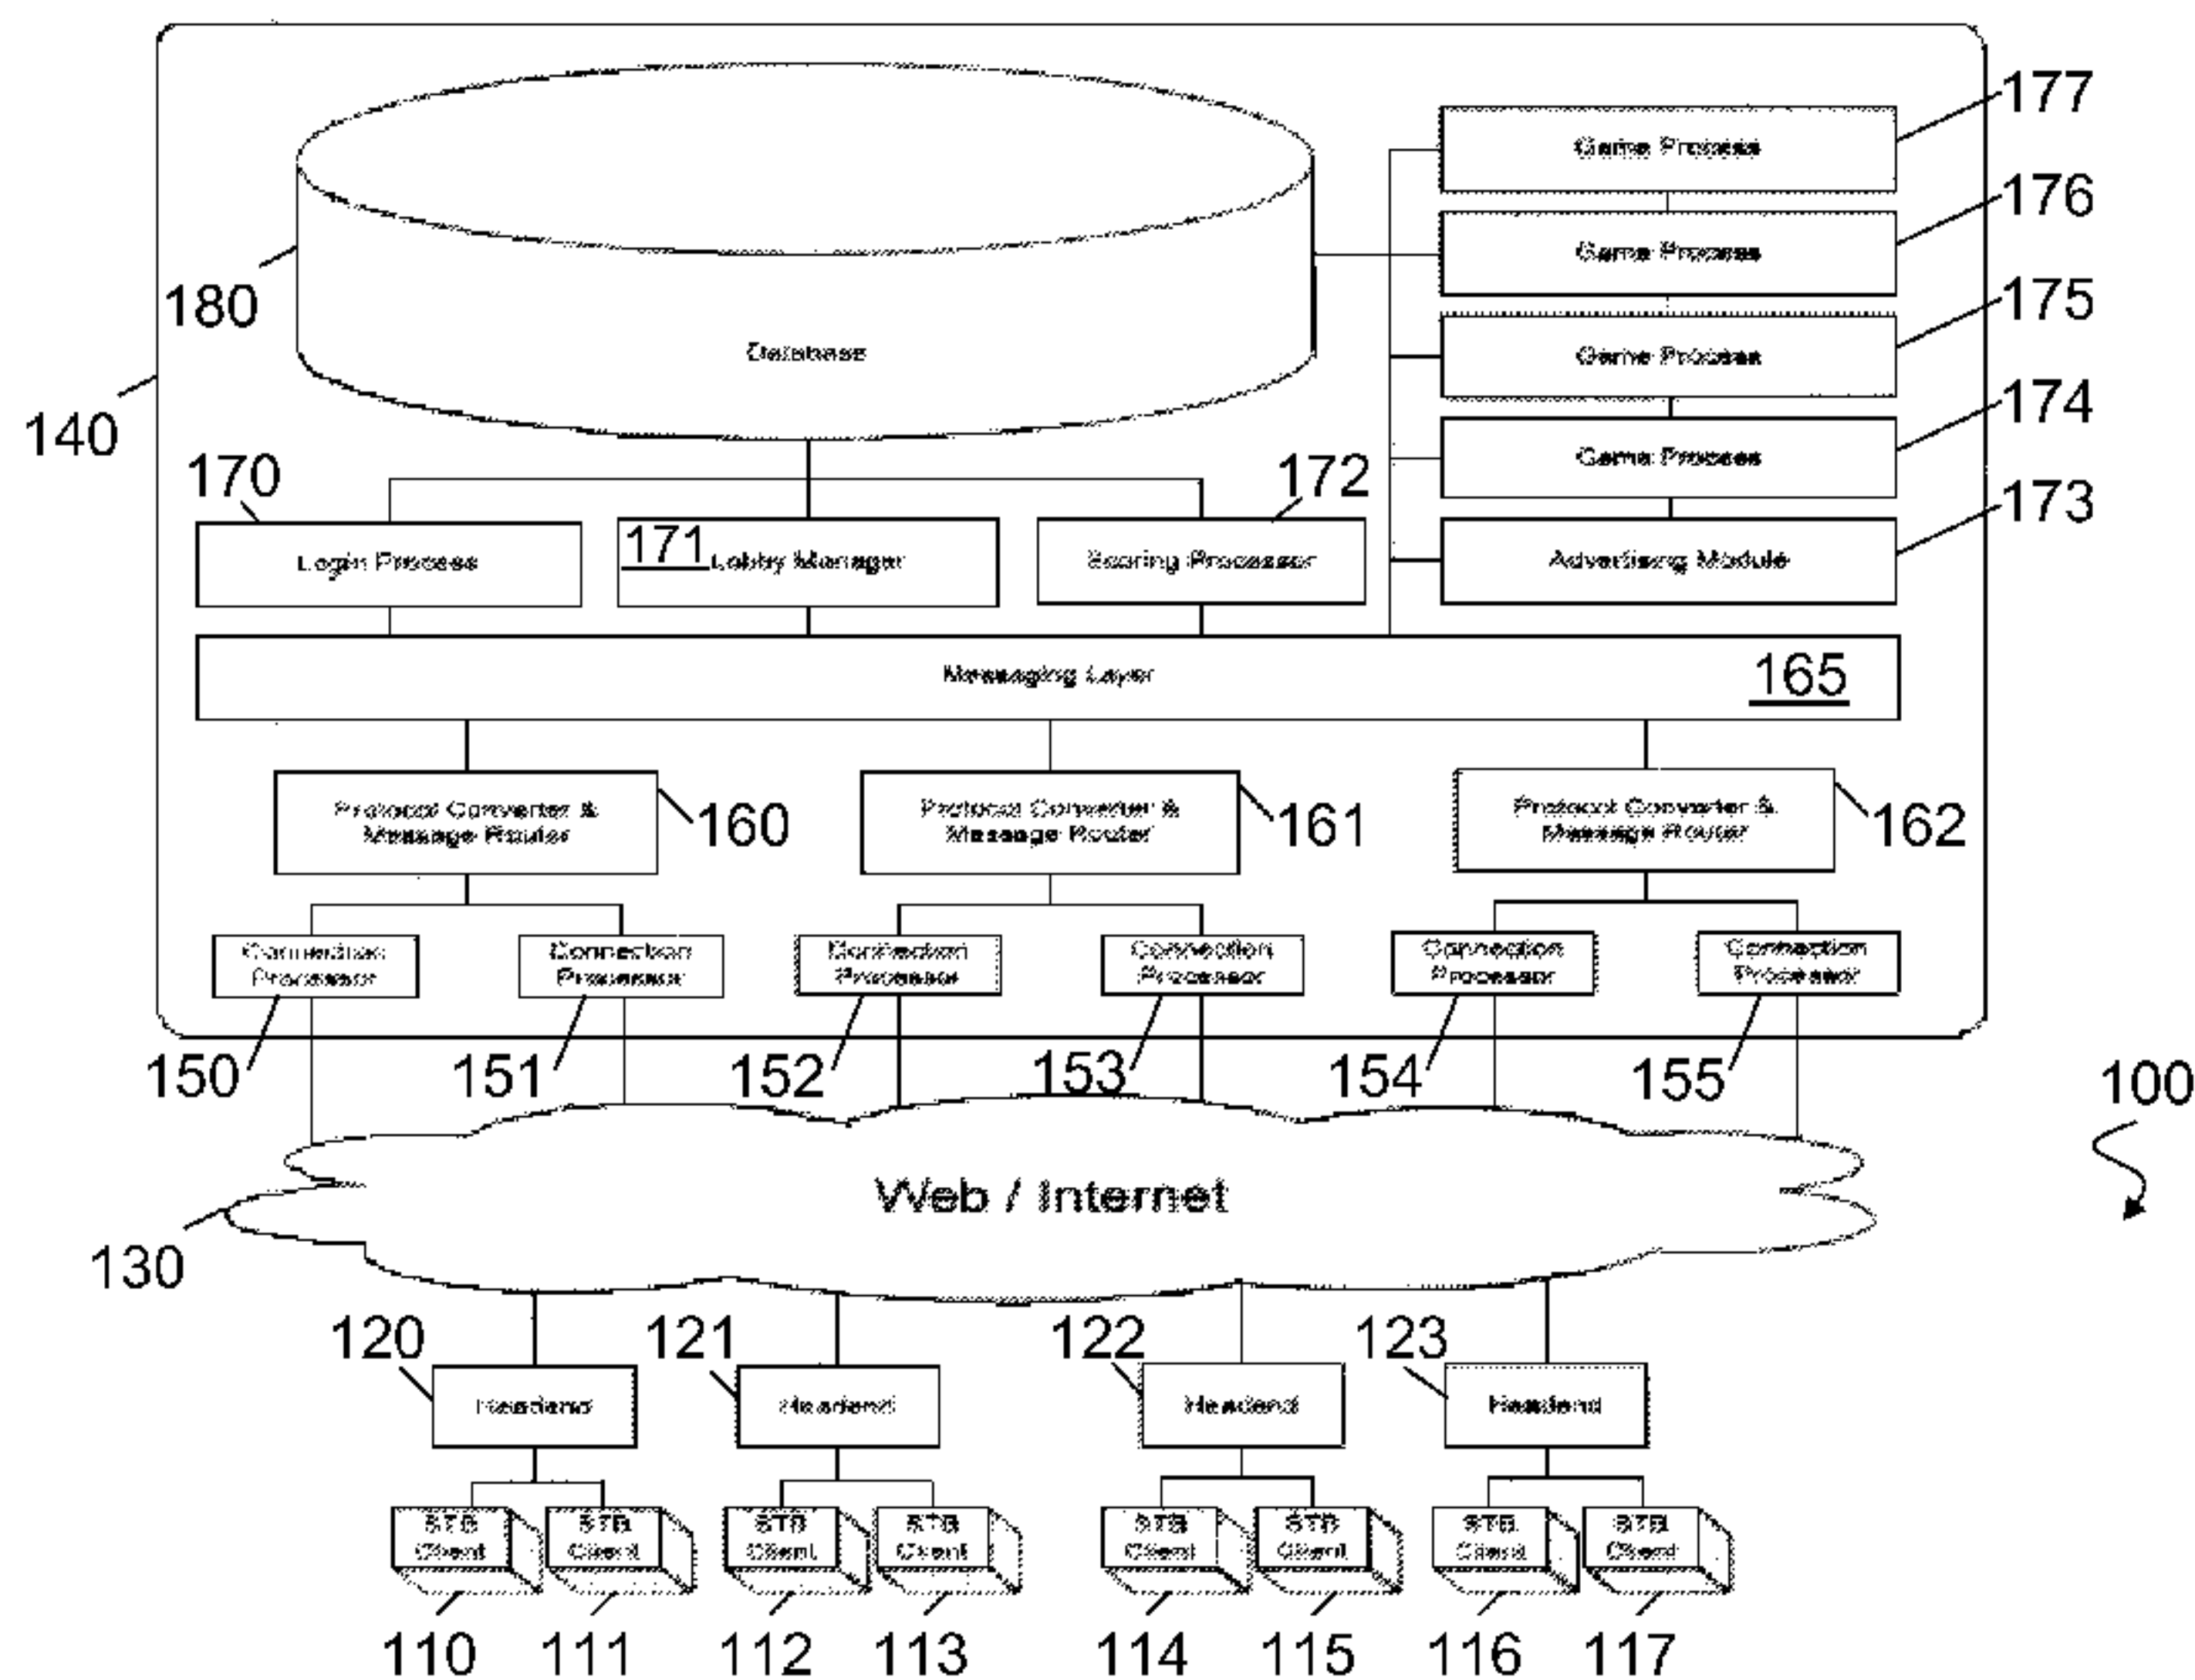 177
Game Process
176
Game Process
180
175
Database
Game Process
140
174
Game Process
170
172
173
Login Process
171 Lobby Manager
Scoring Processor
Advertising Module
Messaging Layer
165
Protocol Converter &
Message Router
160
Protocol Converter &
Message Router
161
Protocol Converter &
Message Router
162
Connection
Processor
Connection
Processor
Connection
Processor
Connection
Processor
Connection
Processor
Connection
Processor
150
151
152
153
154
155
100
Web / Internet
130
120
121
122
123
Headend
Headend
Headend
Headend
STB
Client
STB
Client
STB
Client
STB
Client
STB
Client
STB
Client
STB
Client
STB
Client
110
111
112
113
114
115
116
117